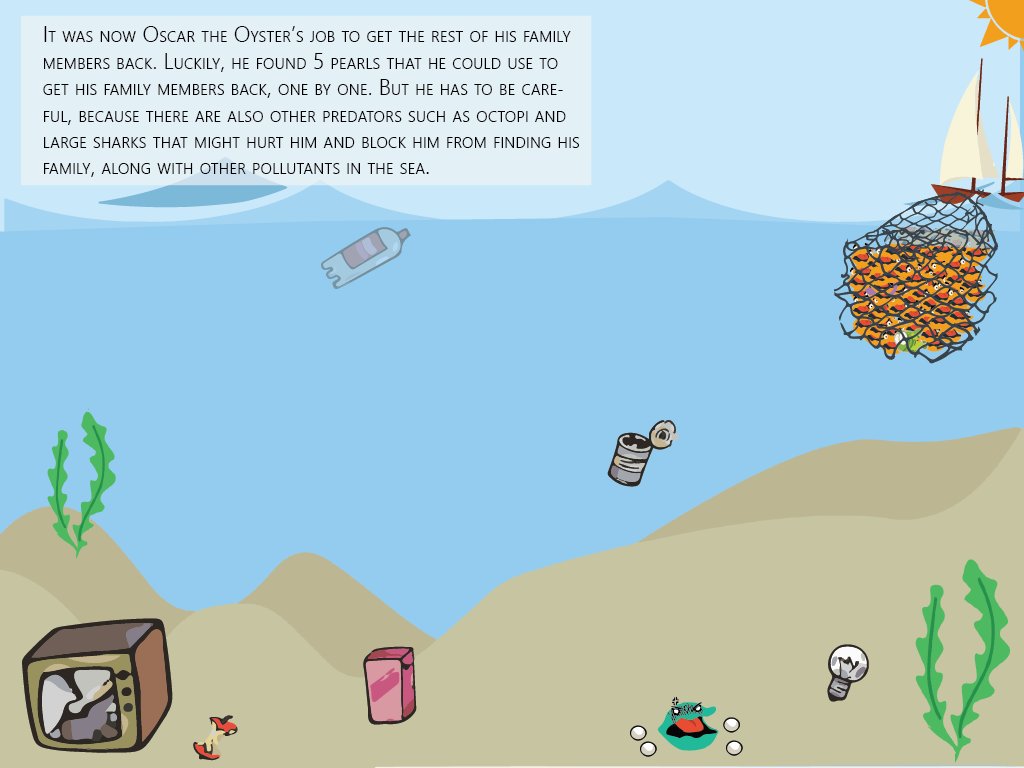 It was now Oscar the Oyster's job to get the rest of his family
members back. Luckily, he found 5 pearls that he could use to
get his family members back, one by one. But he has to be care-
ful, because there are also other predators such as octopi and
large sharks that might hurt him and block him from finding his
family, along with other pollutants in the sea.